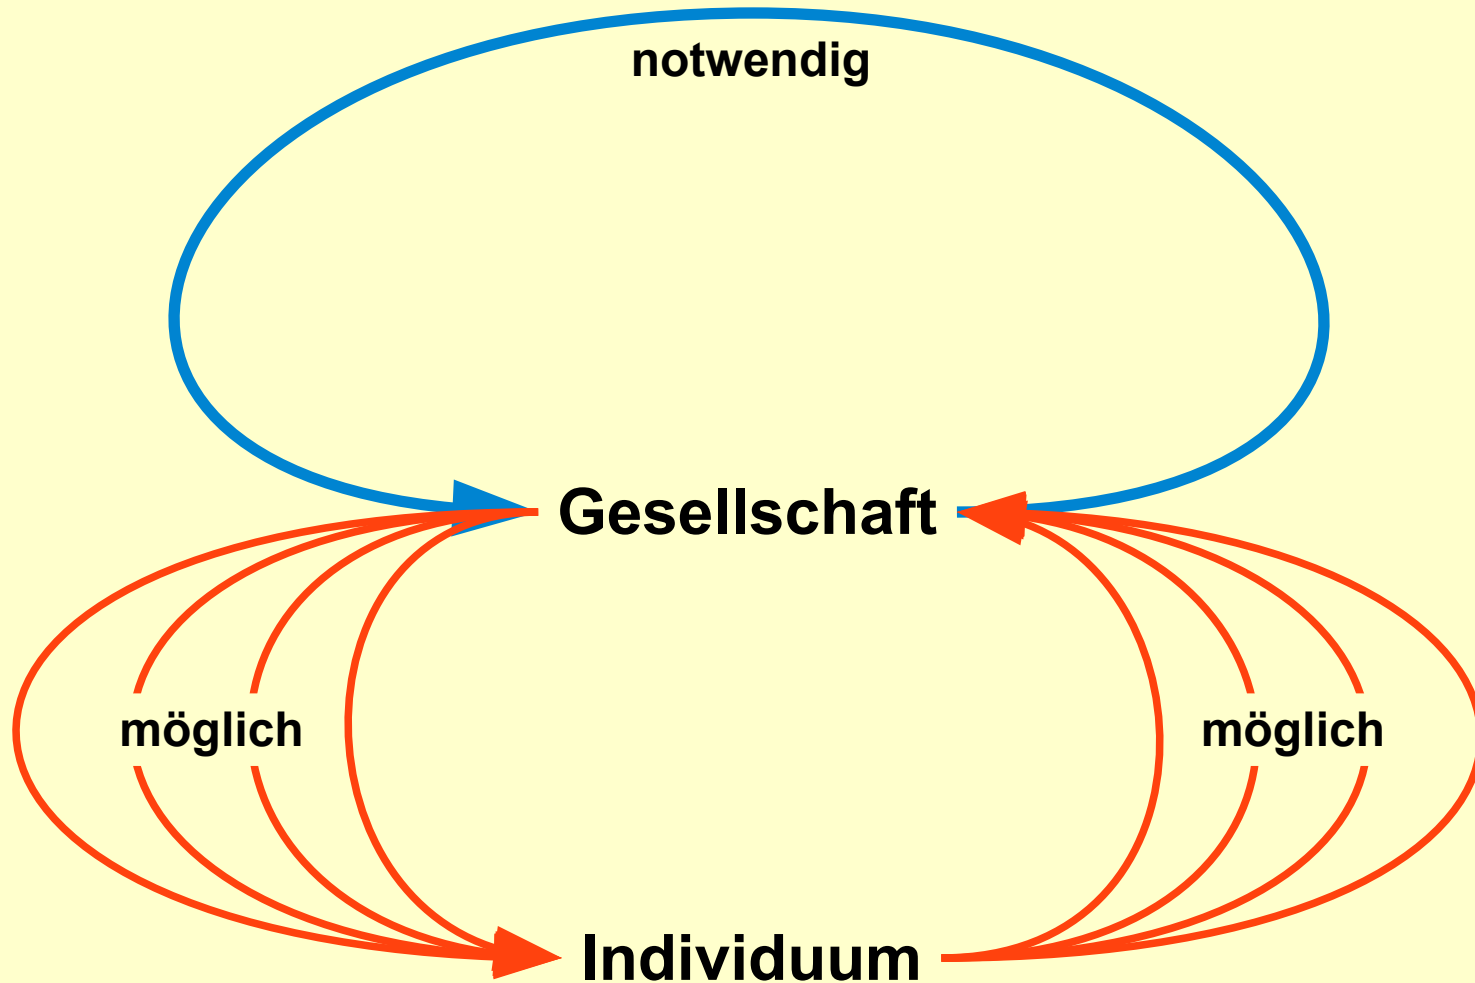 notwendig
Gesellschaft
möglich
möglich
Individuum